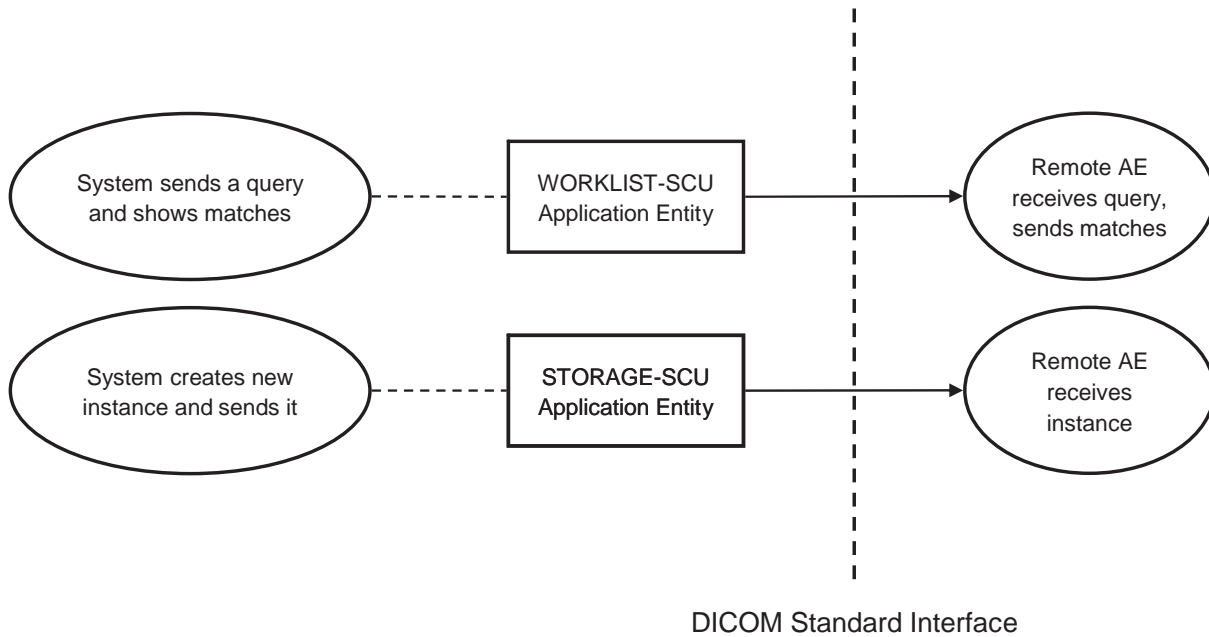 System sends a query
and shows matches
WORKLIST-SCU
Application Entity
Remote AE
receives query,
sends matches
System creates new
instance and sends it
STORAGE-SCU
Application Entity
Remote AE
receives
instance
DICOM Standard Interface